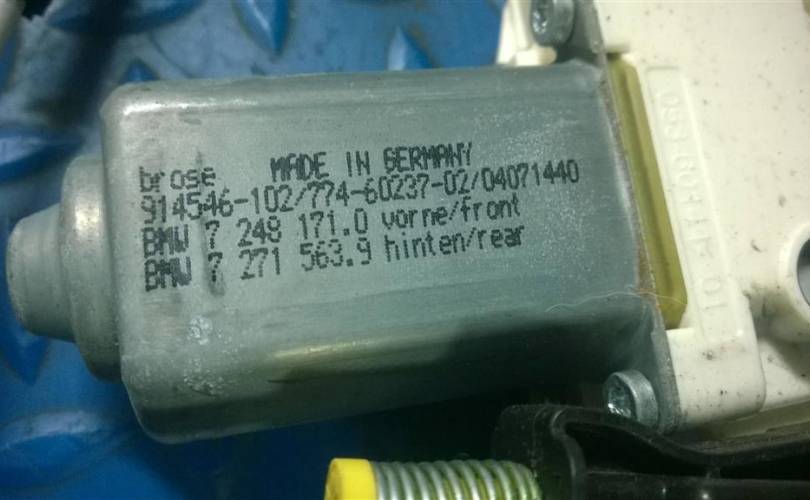 brose MADE IN GERMANY
914546-102/774-60237-02/04071440
BMW 7 248 171.0 vorne/front
BMW 7 271 563.9 hinten/rear